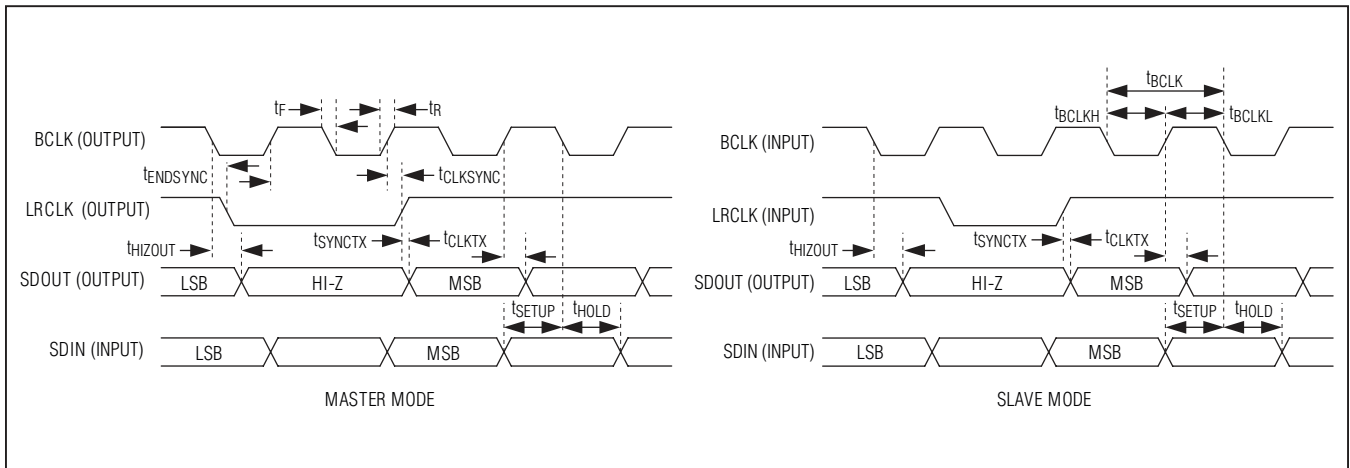 tF
tR
BCLK (OUTPUT)
tENDSYNC
tCLKSYNC
LRCLK (OUTPUT)
tHIZOUT
tSYNCTX
tCLKTX
SDOUT (OUTPUT)
LSB
HI-Z
MSB
tSETUP
tHOLD
SDIN (INPUT)
LSB
MSB
MASTER MODE
tBCLK
tBCLKH
tBCLKL
BCLK (INPUT)
LRCLK (INPUT)
tHIZOUT
tSYNCTX
tCLKTX
SDOUT (OUTPUT)
LSB
HI-Z
MSB
tSETUP
tHOLD
SDIN (INPUT)
LSB
MSB
SLAVE MODE